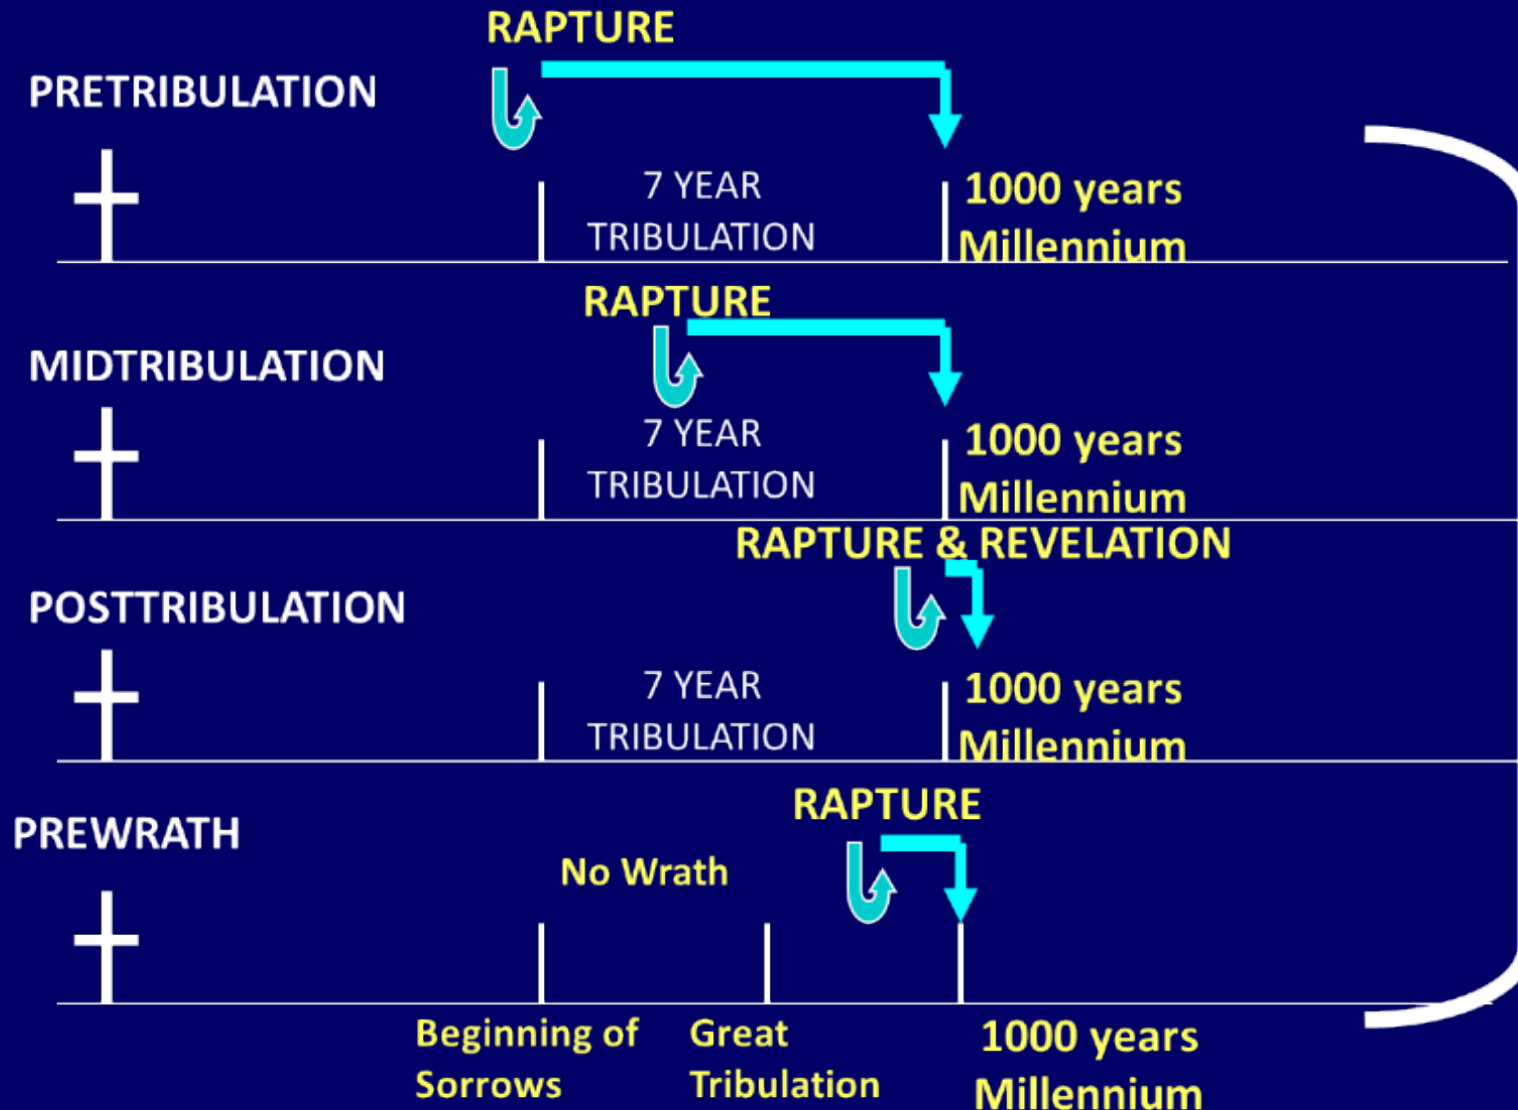 RAPTURE
PRETRIBULATION
7 YEAR
TRIBULATION
1000 years
Millennium
RAPTURE
MIDTRIBULATION
7 YEAR
TRIBULATION
1000 years
Millennium
RAPTURE & REVELATION
POSTTRIBULATION
7 YEAR
TRIBULATION
1000 years
Millennium
RAPTURE
PREWRATH
No Wrath
Beginning of
Sorrows
Great
Tribulation
1000 years
Millennium